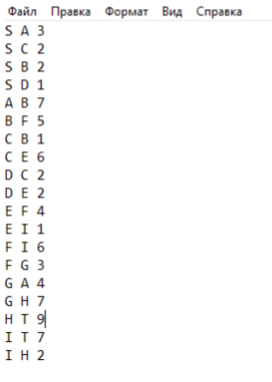 Файл Правка Формат Вид Справка
S A 3
S C 2
S B 2
S D 1
A B 7
B F 5
C B 1
C E 6
D C 2
D E 2
E F 4
E I 1
F I 6
F G 3
G A 4
G H 7
H T 9
I T 7
I H 2